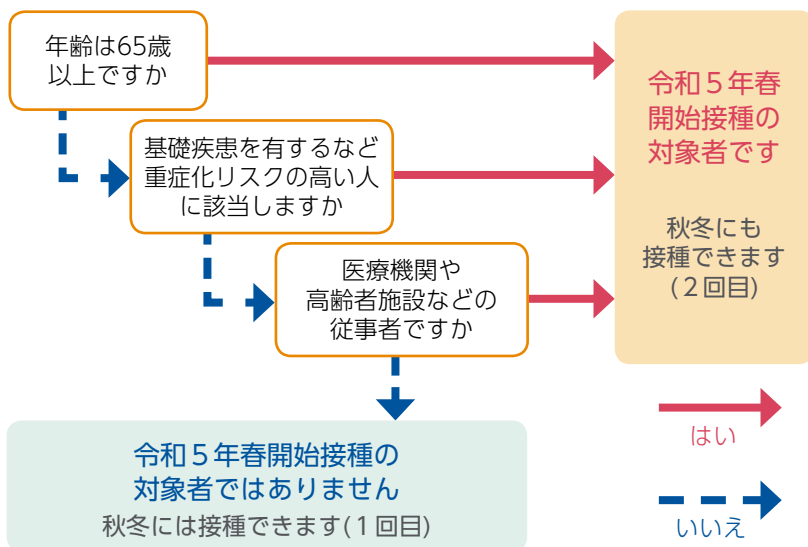 年齢は65歳
以上ですか
基礎疾患を有するなど
重症化リスクの高い人
に該当しますか
医療機関や
高齢者施設などの
従事者ですか
令和５年春
開始接種の
対象者です
秋冬にも
接種できます
(２回目)
令和５年春開始接種の
対象者ではありません
秋冬には接種できます(１回目)
はい
いいえ